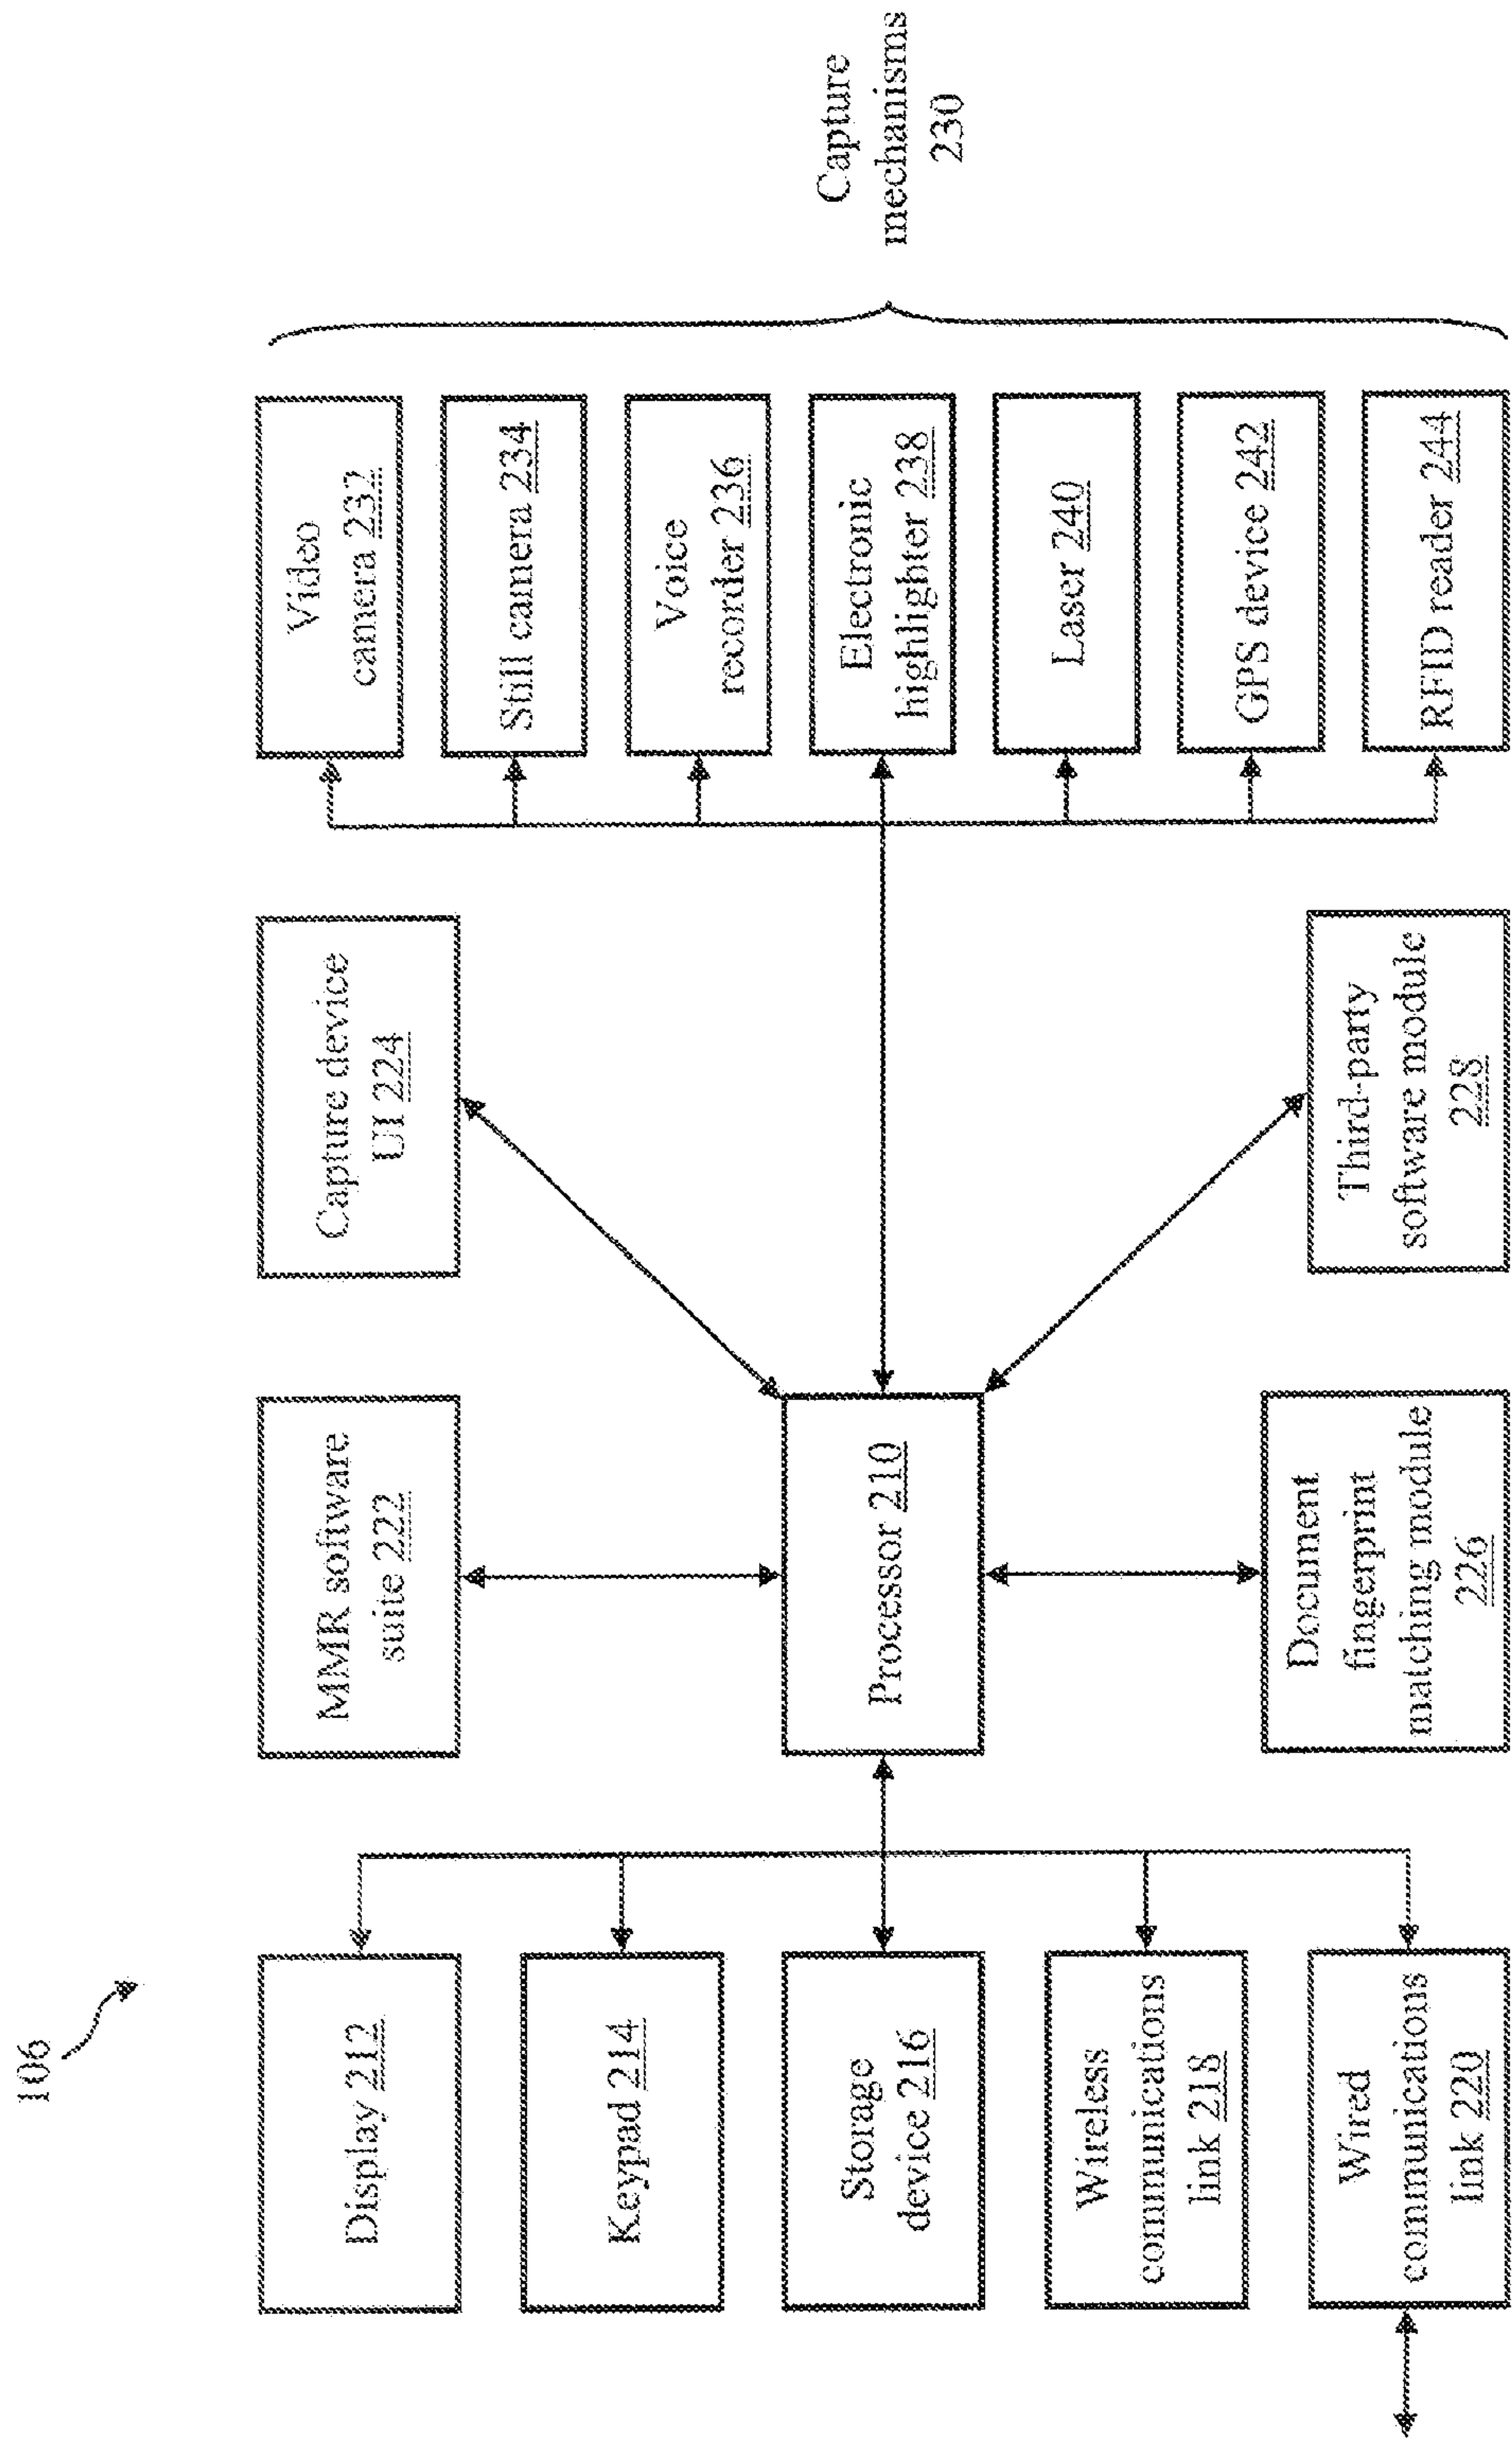 106
Display 212
Keypad 214
Storage
device 216
Wireless
communications
link 218
Wired
communications
link 220
MMR software
suite 222
Processor 210
Document
fingerprint
matching module
226
Capture device
UI 224
Third-party
software module
228
Video
camera 232
Still camera 234
Voice
recorder 236
Electronic
highlighter 238
Laser 240
GPS device 242
RFID reader 244
Capture
mechanisms
230